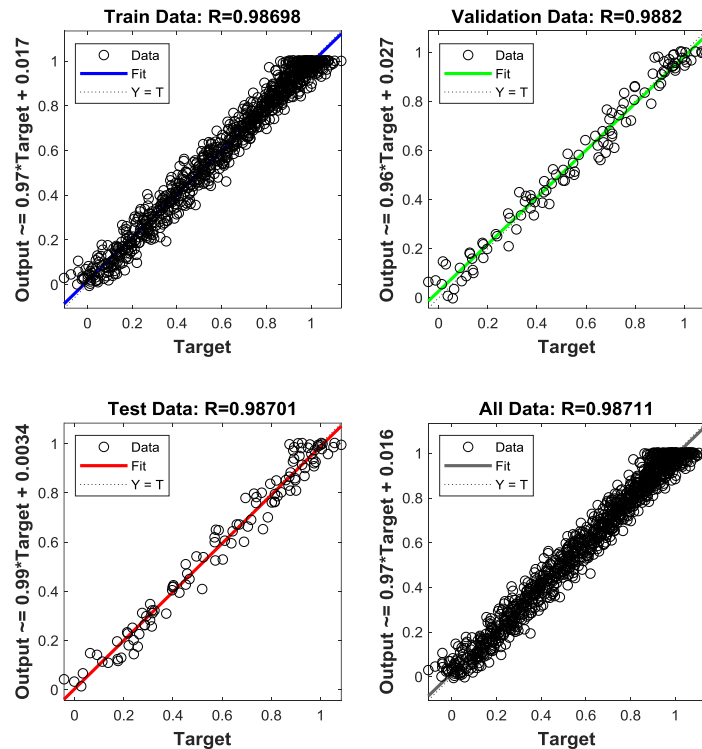 Train Data: R=0.98698
Output ~= 0.97*Target + 0.017
Data
Fit
Y = T
1
0.8
0.6
0.4
0.2
0
0 0.2 0.4 0.6 0.8 1
Target
Validation Data: R=0.9882
Output ~= 0.96*Target + 0.027
Data
Fit
Y = T
1
0.8
0.6
0.4
0.2
0
0 0.2 0.4 0.6 0.8 1
Target
Test Data: R=0.98701
Output ~= 0.99*Target + 0.0034
Data
Fit
Y = T
1
0.8
0.6
0.4
0.2
0
0 0.2 0.4 0.6 0.8 1
Target
All Data: R=0.98711
Output ~= 0.97*Target + 0.016
Data
Fit
Y = T
1
0.8
0.6
0.4
0.2
0
0 0.2 0.4 0.6 0.8 1
Target